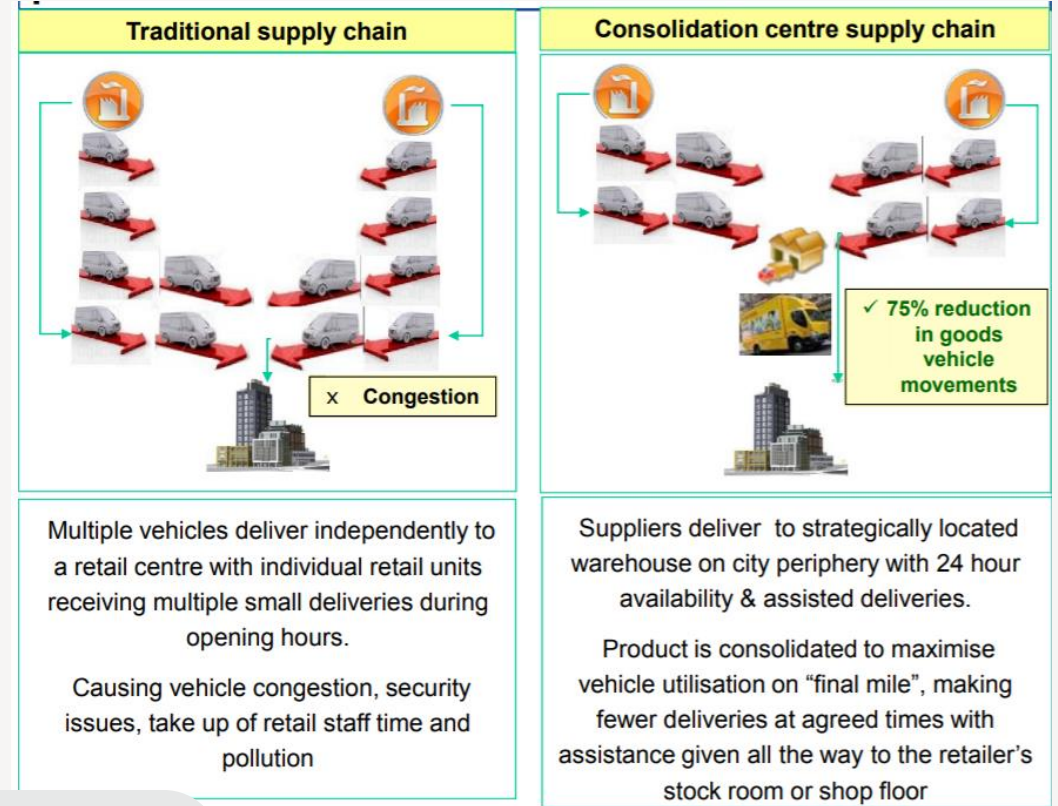 Traditional supply chain
x Congestion
Multiple vehicles deliver independently to
a retail centre with individual retail units
receiving multiple small deliveries during
opening hours.
Causing vehicle congestion, security
issues, take up of retail staff time and
pollution
Consolidation centre supply chain
✓ 75% reduction
in goods
vehicle
movements
Suppliers deliver to strategically located
warehouse on city periphery with 24 hour
availability & assisted deliveries.
Product is consolidated to maximise
vehicle utilisation on “final mile”, making
fewer deliveries at agreed times with
assistance given all the way to the retailer’s
stock room or shop floor